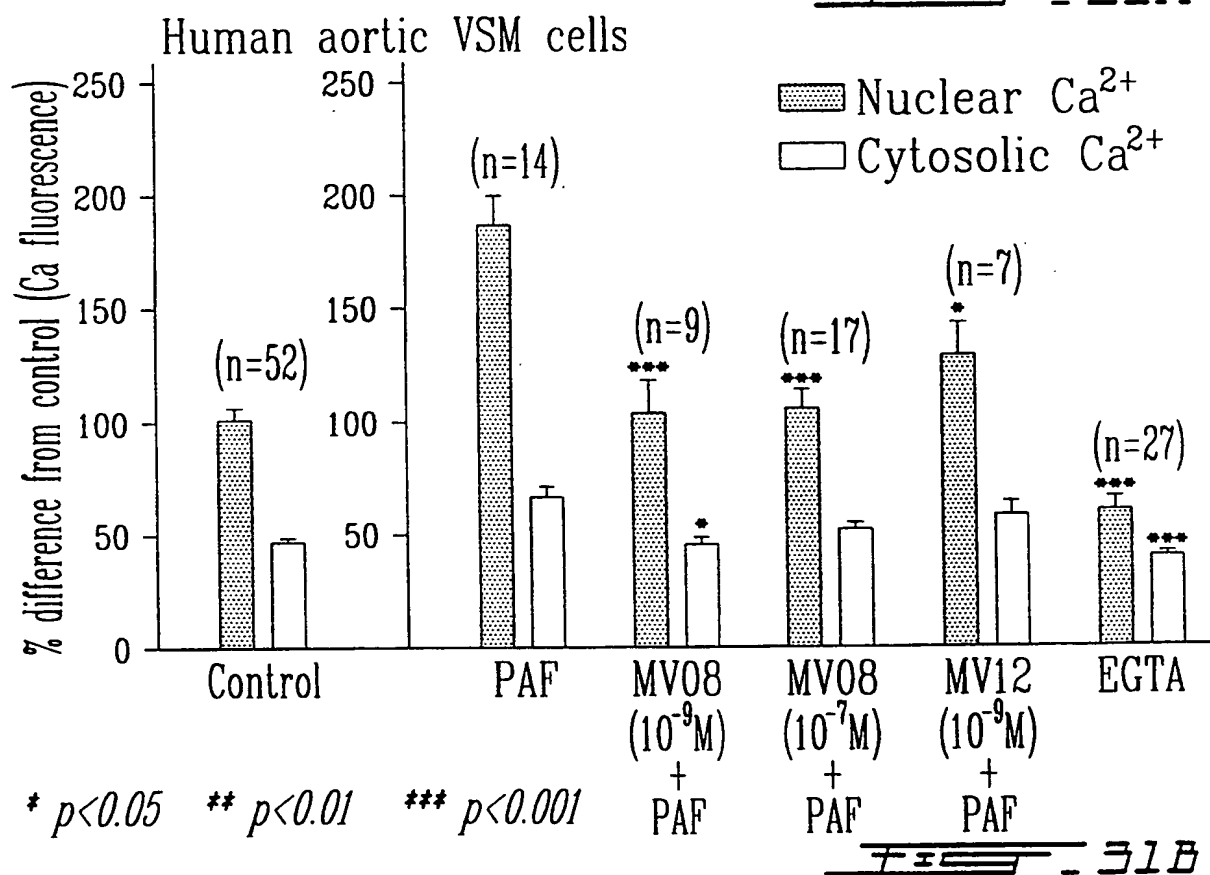 Human aortic VSM cells
% difference from control (Ca fluorescence)
250
200
150
100
50
0
250
200
150
100
50
Nuclear Ca²⁺
Cytosolic Ca²⁺
(n=52)
(n=14)
(n=9)
***
*
(n=17)
***
(n=7)
*
(n=27)
***
***
Control
PAF
MV08
(10⁻⁹M)
+
PAF
MV08
(10⁻⁷M)
+
PAF
MV12
(10⁻⁹M)
+
PAF
EGTA
* p<0.05 ** p<0.01 *** p<0.001
FIG - 31B